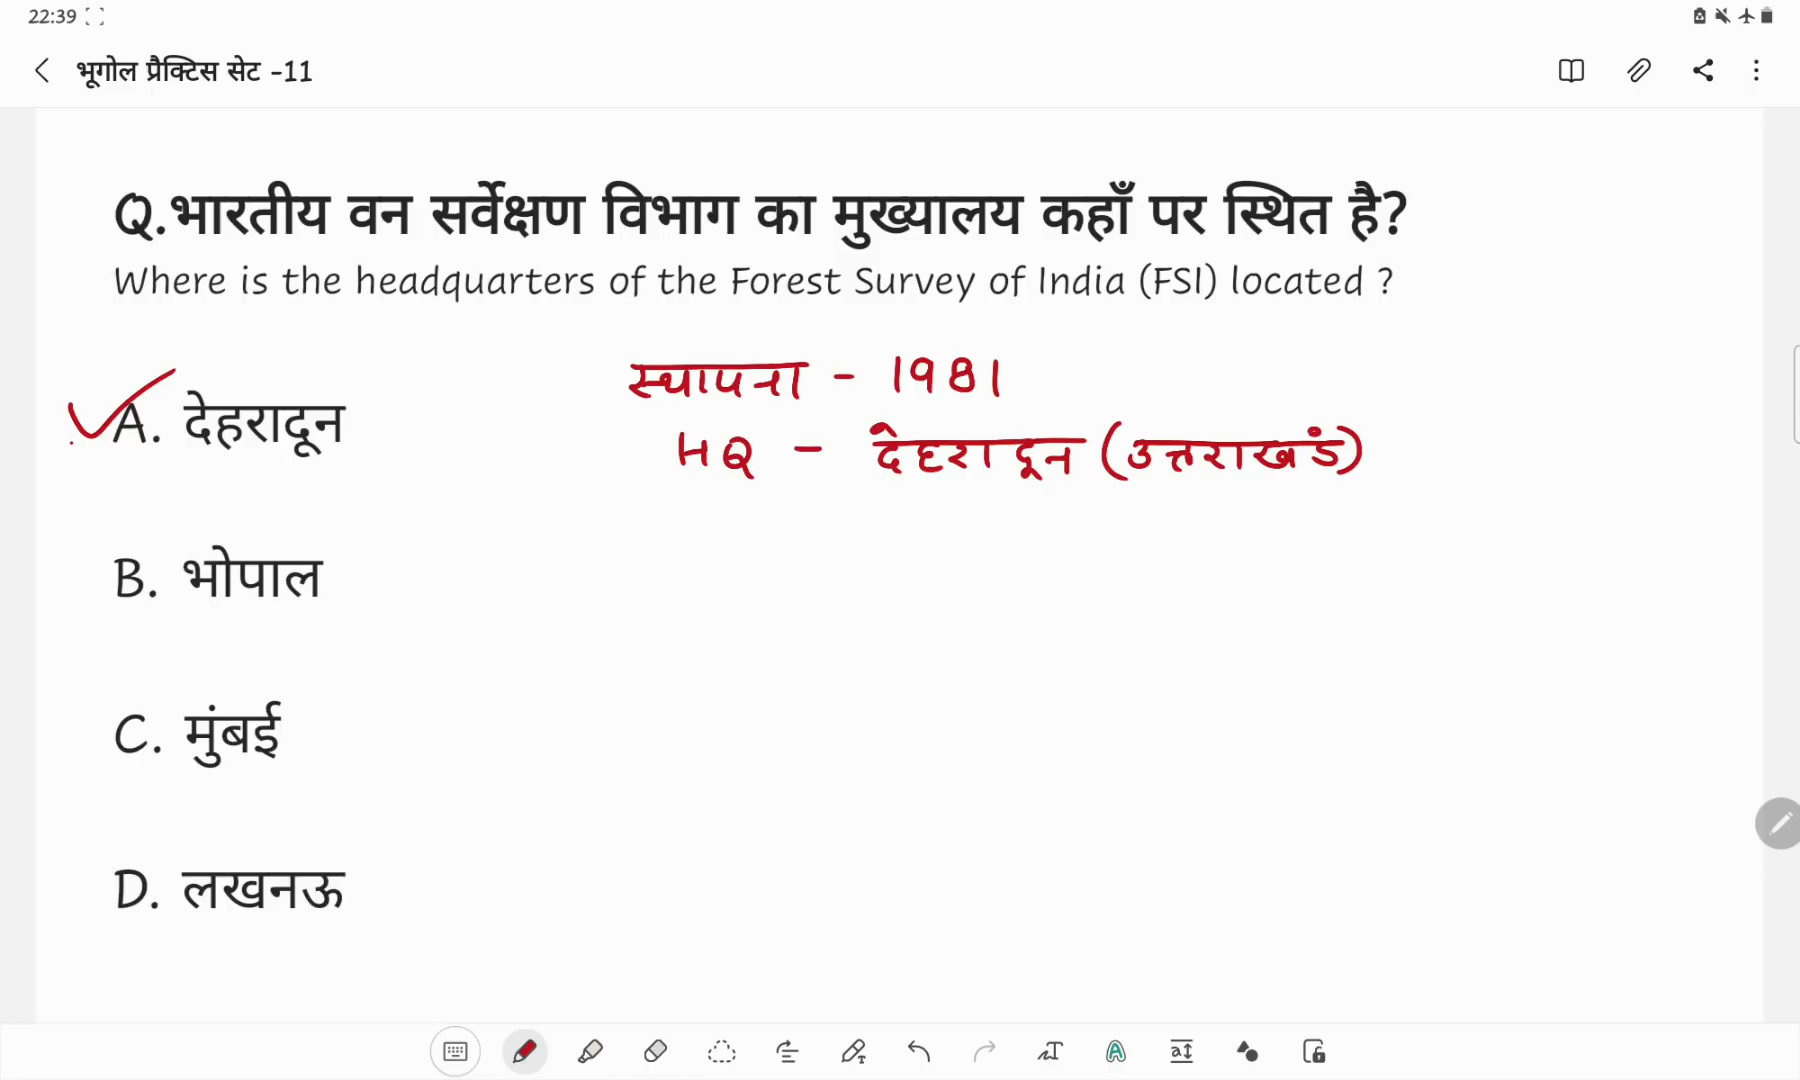 22:39
भूगोल प्रैक्टिस सेट -11
Q.भारतीय वन सर्वेक्षण विभाग का मुख्यालय कहाँ पर स्थित है?
Where is the headquarters of the Forest Survey of India (FSI) located ?
स्थापना - 1981
A. देहरादून
HQ - देहरादून (उत्तराखंड)
B. भोपाल
C. मुंबई
D. लखनऊ